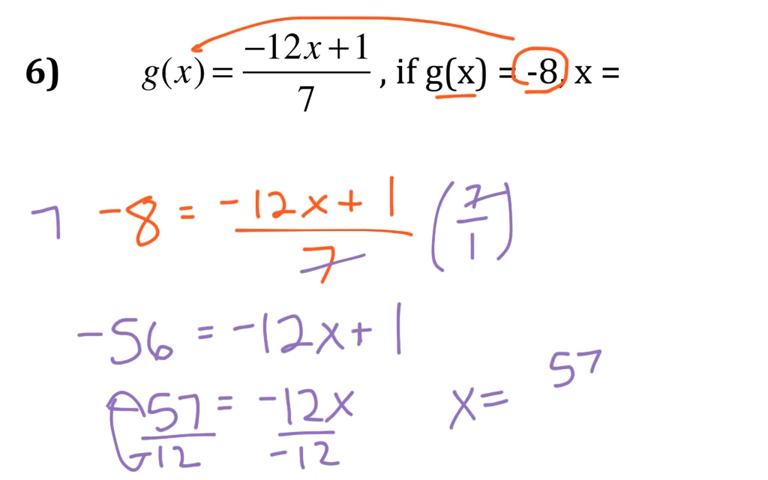 6) g(x) = -12x+1 / 7 , if g(x) = -8, x =
7 -8 = -12x + 1 / 7 (7/1)
-56 = -12x + 1
-57 = -12x x = 57
-12 -12